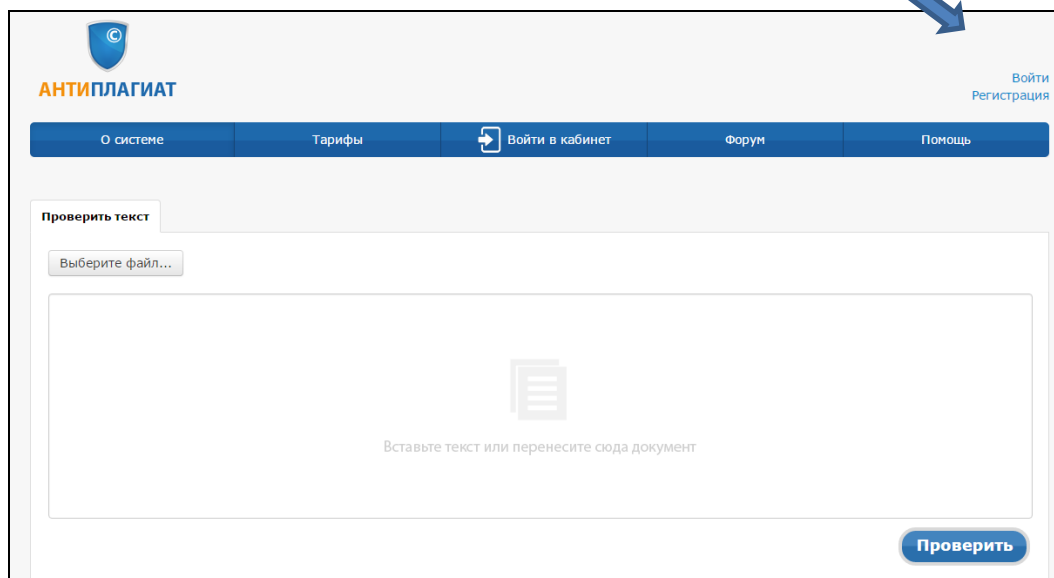 ©
АНТИПЛАГИАТ
Войти
Регистрация
О системе Тарифы Войти в кабинет Форум Помощь
Проверить текст
Выберите файл...
Вставьте текст или перенесите сюда документ
Проверить